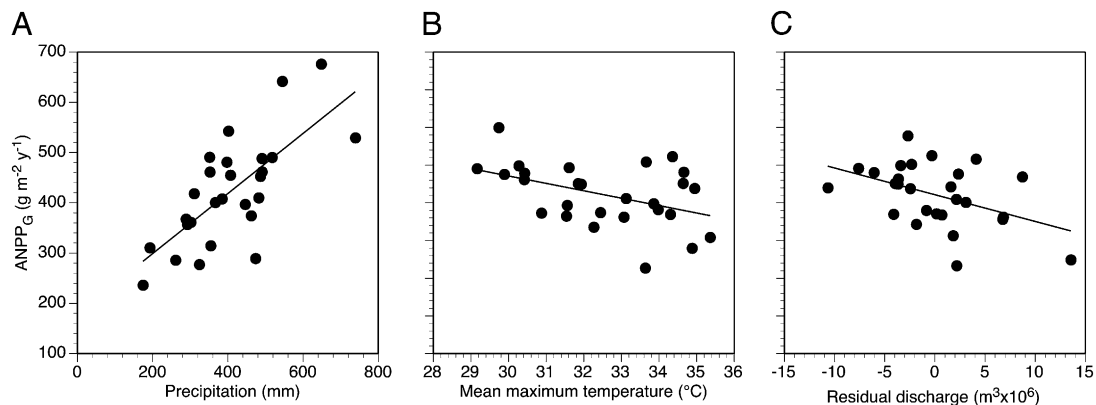 A
B
C
700
600
500
400
300
200
100
ANPP_G (g m⁻² y⁻¹)
0 200 400 600 800
28 29 30 31 32 33 34 35 36
-15 -10 -5 0 5 10 15
Precipitation (mm)
Mean maximum temperature (°C)
Residual discharge (m³x10⁶)